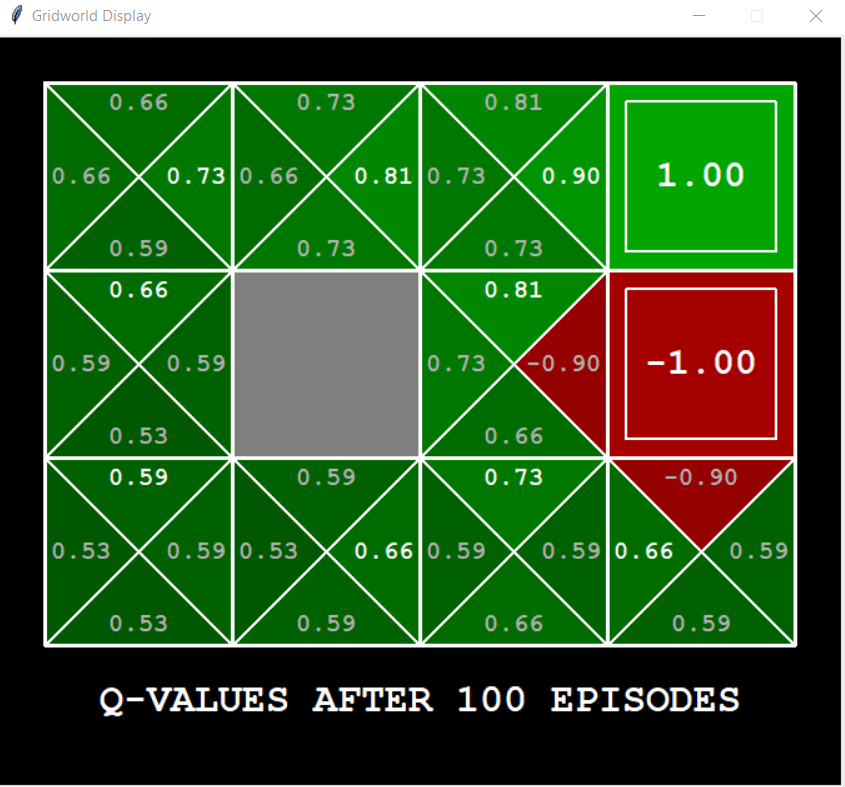 Gridworld Display
0.66 0.73 0.81
0.66 0.73 0.66 0.81 0.73 0.90 1.00
0.59 0.73 0.73
0.66 0.81
0.59 0.59 0.73 -0.90 -1.00
0.53 0.66
0.59 0.59 0.73 -0.90
0.53 0.59 0.53 0.66 0.59 0.59 0.66 0.59
0.53 0.59 0.66 0.59
Q-VALUES AFTER 100 EPISODES